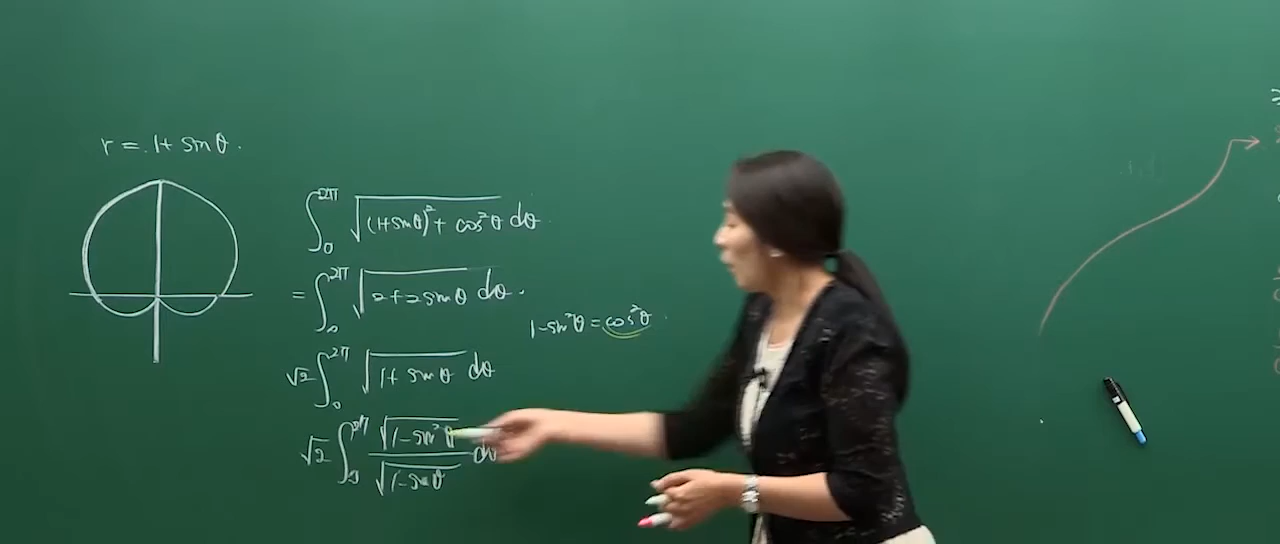 r = 1 + sin θ.
∫₀^2π √((1+sinθ)² + cos²θ) dθ.
= ∫₀^2π √(2+2sinθ) dθ.
1-sin²θ = cos²θ
√2 ∫₀^2π √(1+ sinθ) dθ
√2 ∫₀^2π √(1-sin²θ) / √(1-sinθ) dθ